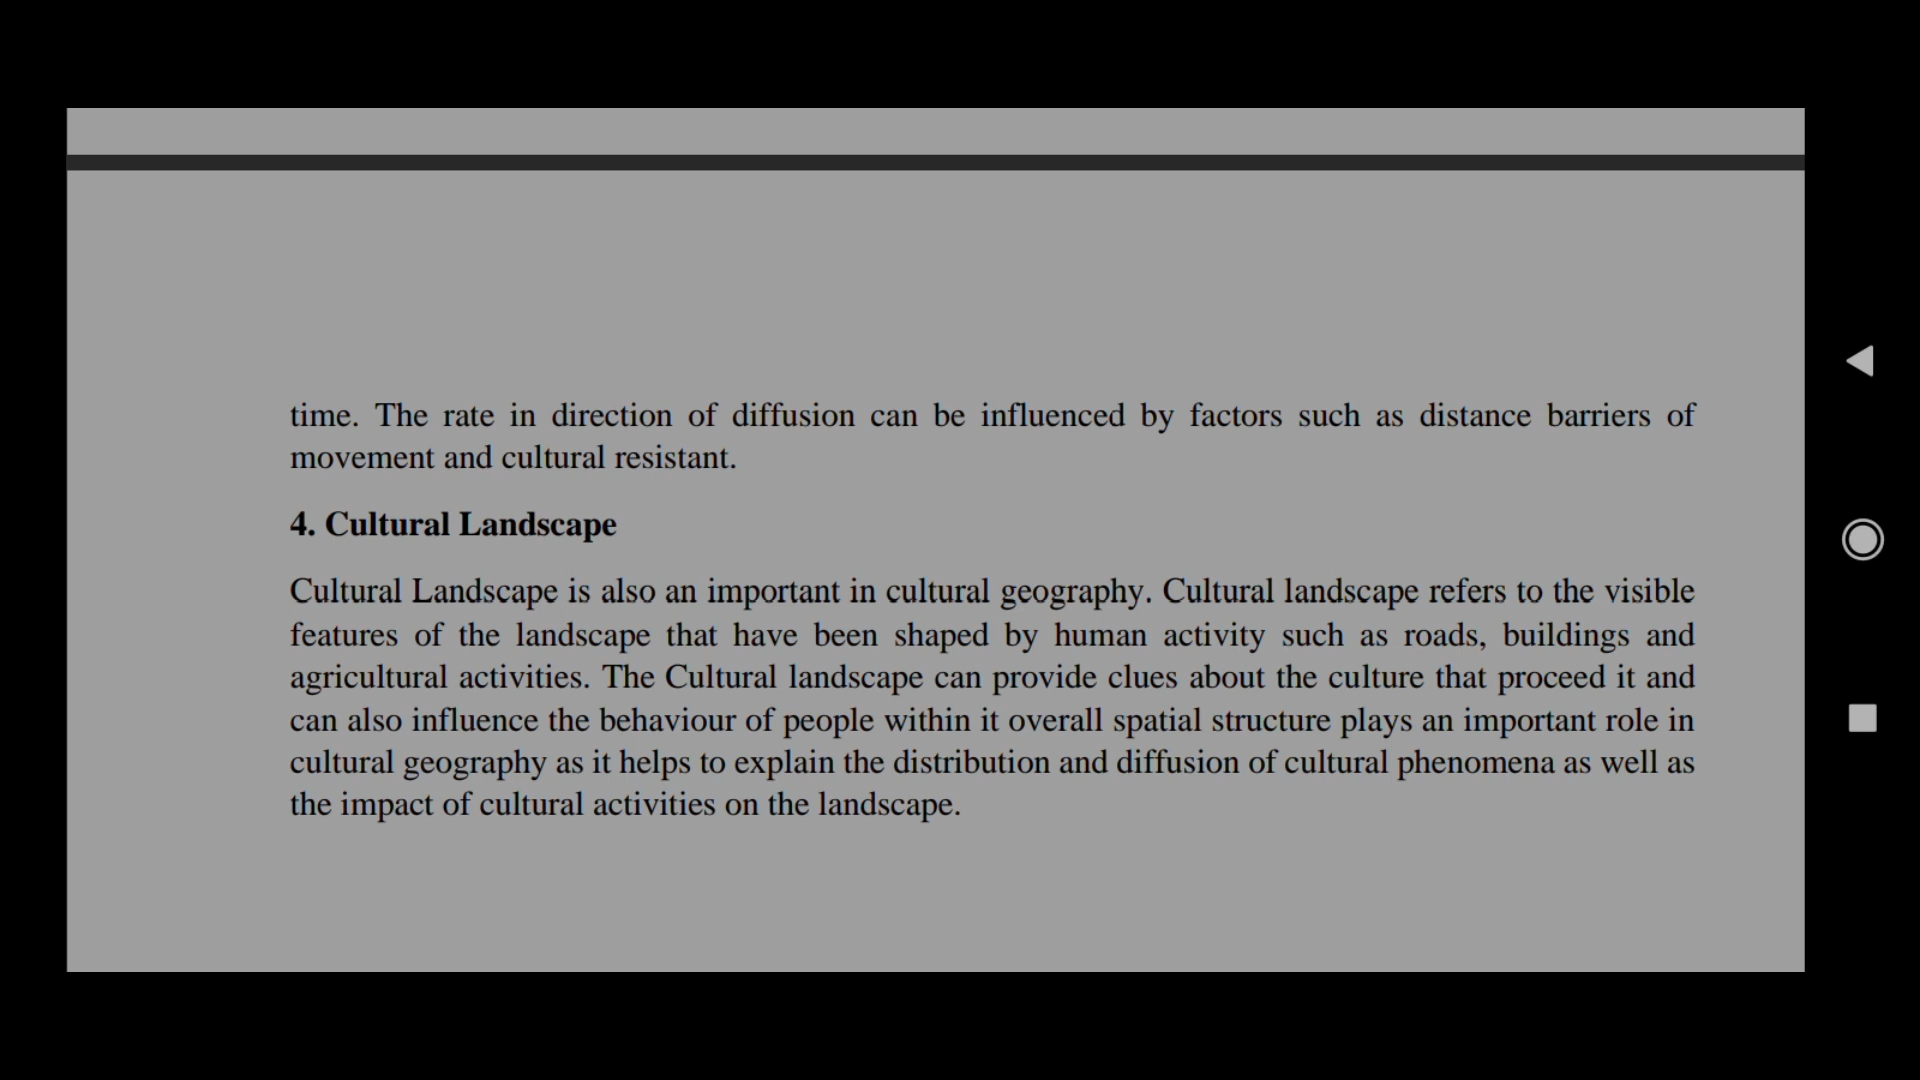 time. The rate in direction of diffusion can be influenced by factors such as distance barriers of
movement and cultural resistant.
4. Cultural Landscape
Cultural Landscape is also an important in cultural geography. Cultural landscape refers to the visible
features of the landscape that have been shaped by human activity such as roads, buildings and
agricultural activities. The Cultural landscape can provide clues about the culture that proceed it and
can also influence the behaviour of people within it overall spatial structure plays an important role in
cultural geography as it helps to explain the distribution and diffusion of cultural phenomena as well as
the impact of cultural activities on the landscape.